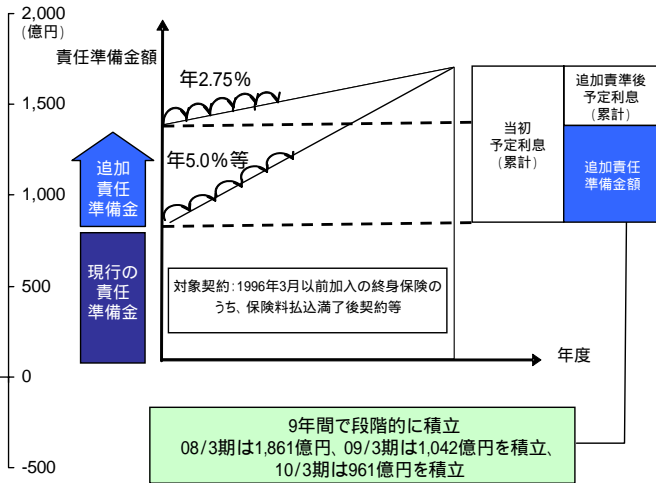 2,000
(億円)
責任準備金額
年2.75%
1,500
年5.0%等
1,000
500
0
-500
追加
責任
準備金
現行の
責任
準備金
対象契約:1996年3月以前加入の終身保険の
うち、保険料払込満了後契約等
年度
当初
予定利息
(累計)
追加責準後
予定利息
(累計)
追加責任
準備金額
9年間で段階的に積立
08/3期は1,861億円、09/3期は1,042億円を積立、
10/3期は961億円を積立